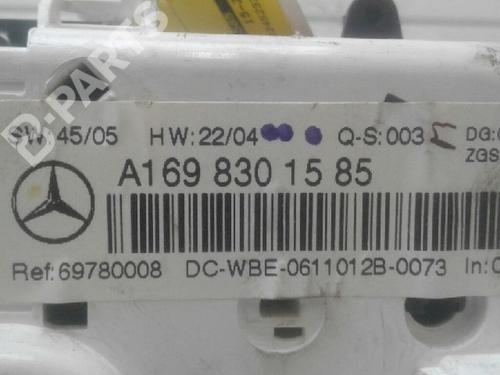 D-PARTS
SW: 45/05 HW: 22/04 Q-S: 003 DG:
ZGS
A169 830 15 85
Ref: 69780008 DC-WBE-0611012B-0073 In: